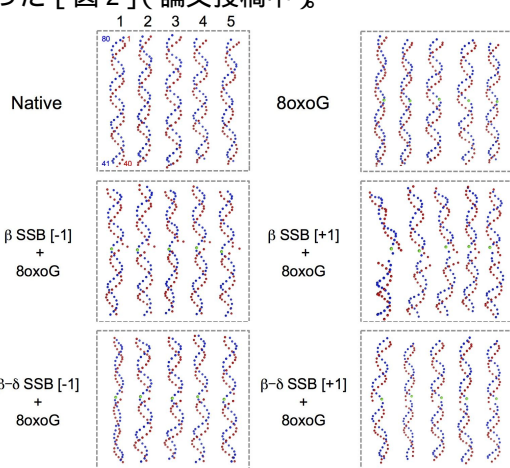 った [ 図 2 ] ( 論文投稿中 )。
1 2 3 4 5
80 1
Native
41 40
8oxoG
β SSB [-1]
+
8oxoG
β SSB [+1]
+
8oxoG
β-δ SSB [-1]
+
8oxoG
β-δ SSB [+1]
+
8oxoG